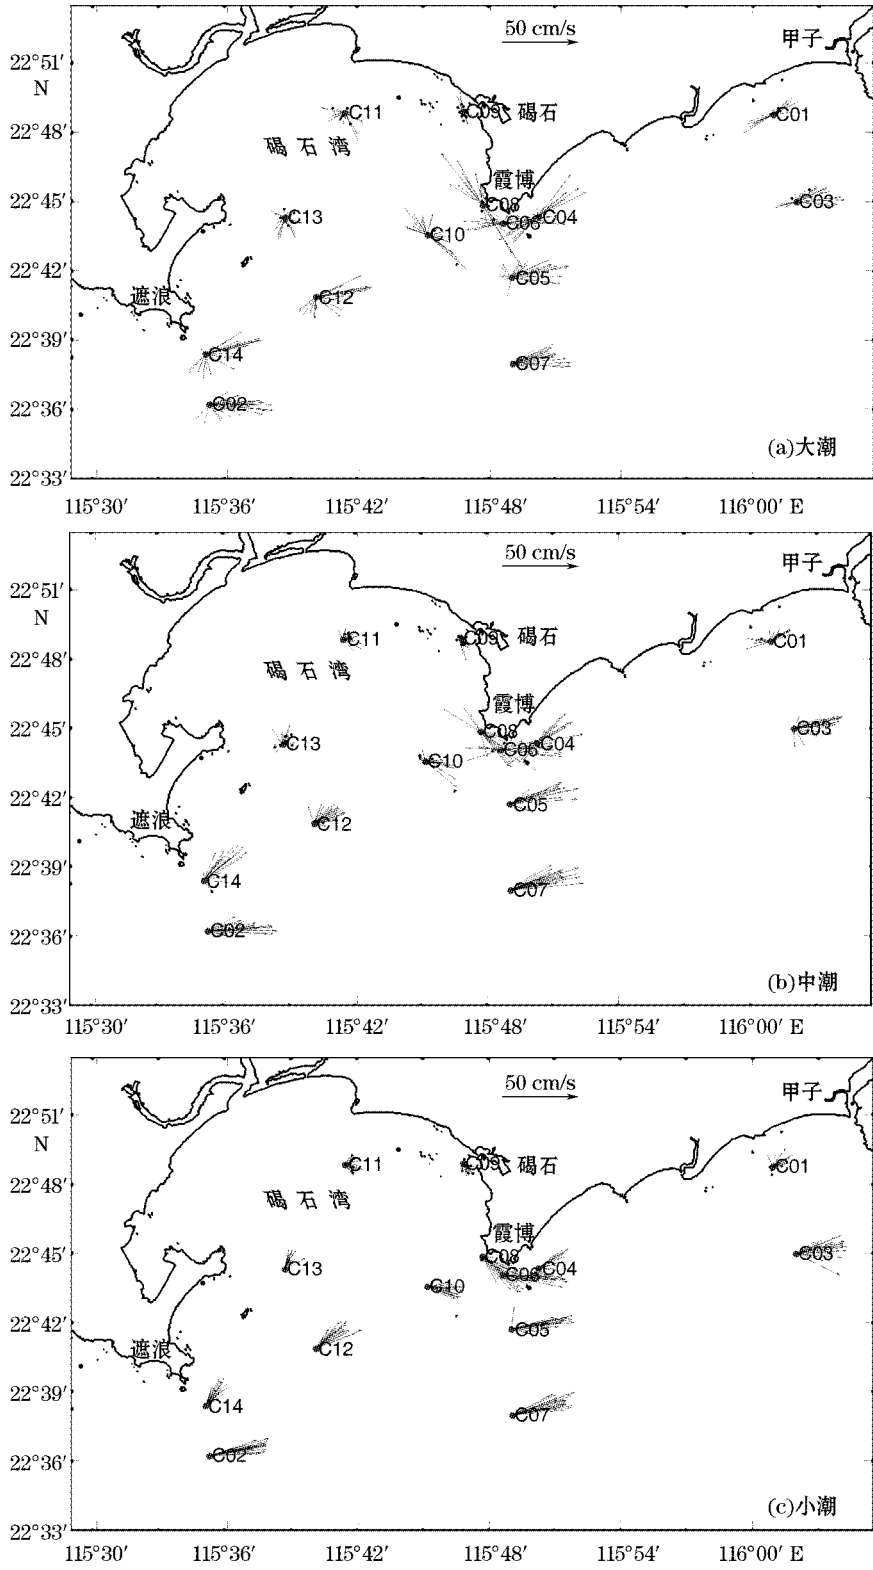 50 cm/s
甲子
22°51′
N
C11
C09 碣石
C01
22°48′
碣 石 湾
霞博
22°45′
C08
C03
C13
C06 C04
C10
22°42′
C05
遮浪
C12
22°39′
C14
C07
22°36′
C02
(a)大潮
22°33′
115°30′ 115°36′ 115°42′ 115°48′ 115°54′ 116°00′ E
50 cm/s
甲子
22°51′
N
C11
C09 碣石
C01
22°48′
碣 石 湾
霞博
22°45′
C08
C03
C13
C06 C04
C10
22°42′
C05
遮浪
C12
22°39′
C14
C07
22°36′
C02
(b)中潮
22°33′
115°30′ 115°36′ 115°42′ 115°48′ 115°54′ 116°00′ E
50 cm/s
甲子
22°51′
N
C11
C09 碣石
C01
22°48′
碣 石 湾
霞博
22°45′
C08
C03
C13
C06 C04
C10
22°42′
C05
遮浪
C12
22°39′
C14
C07
22°36′
C02
(c)小潮
22°33′
115°30′ 115°36′ 115°42′ 115°48′ 115°54′ 116°00′ E